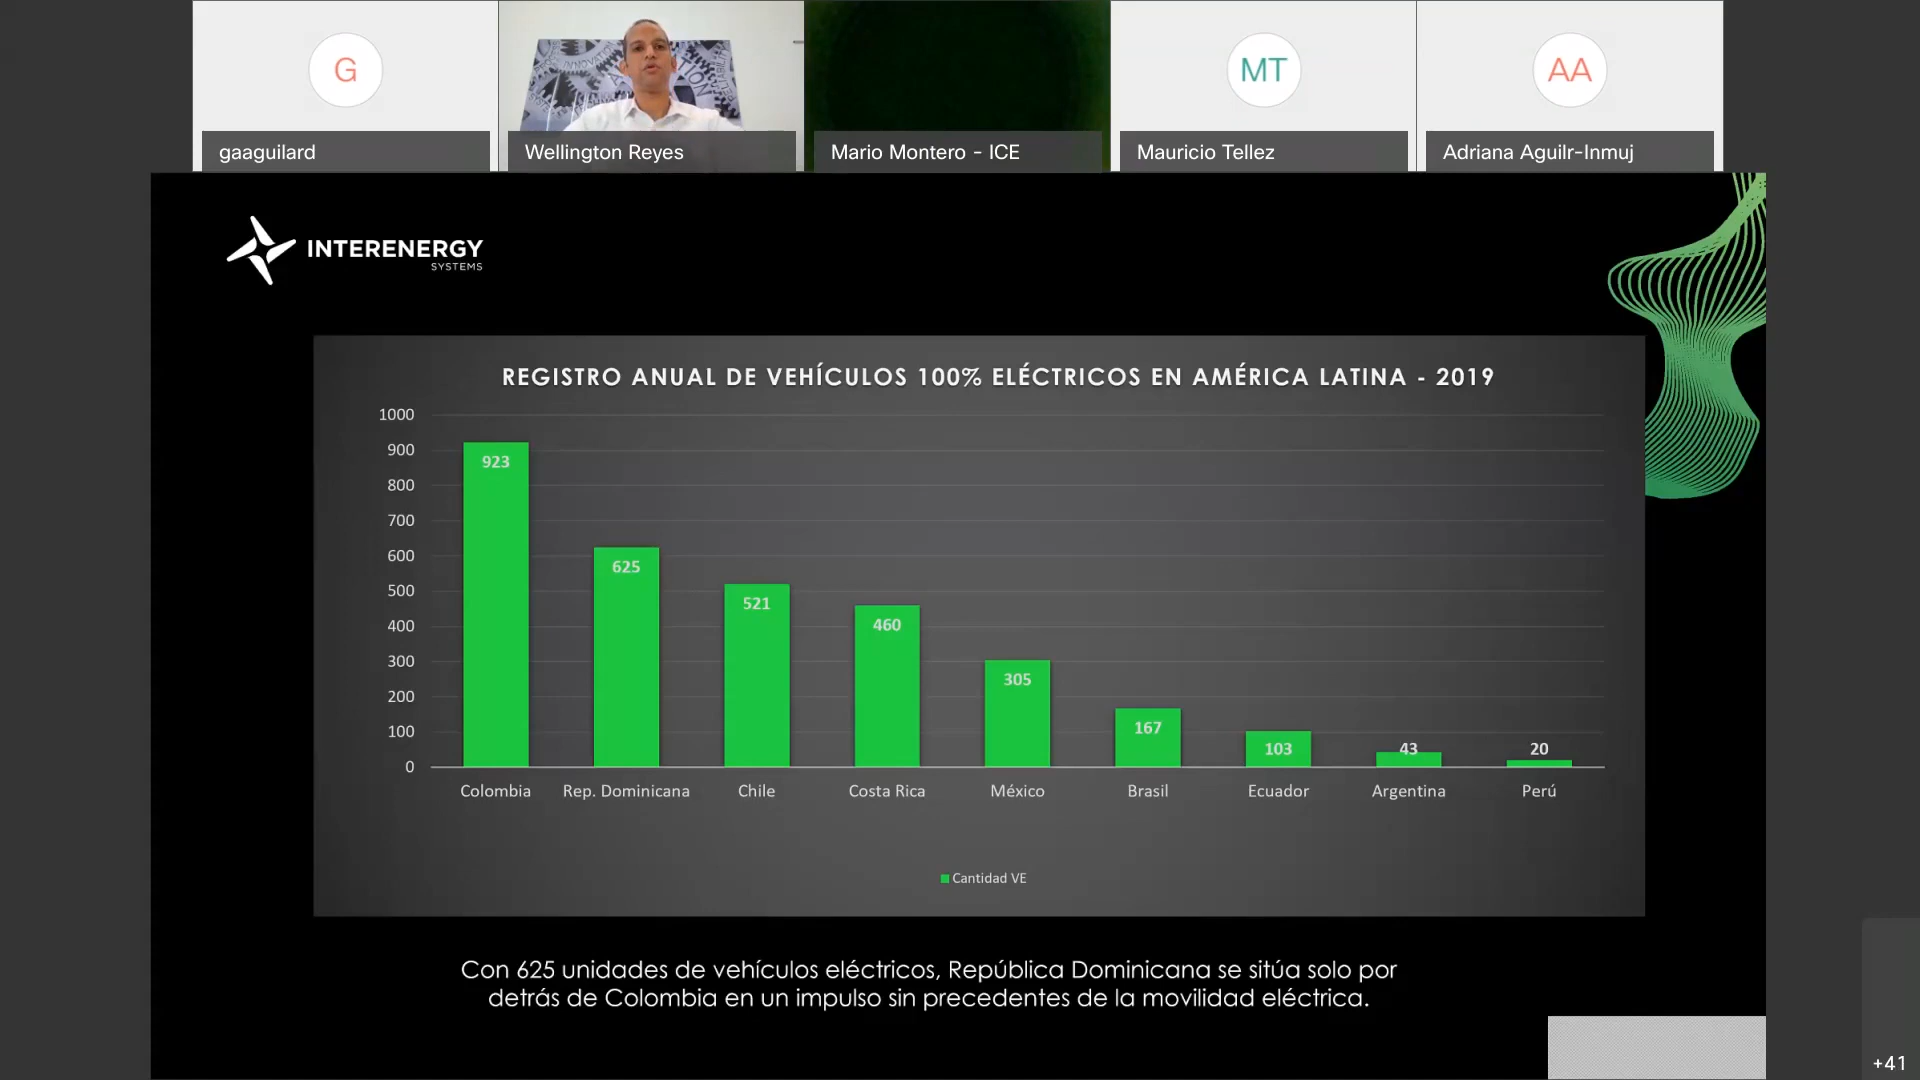 G
MT
AA
gaaguilard
Wellington Reyes
Mario Montero - ICE
Mauricio Tellez
Adriana Aguilr-Inmuj
INTERENERGY
SYSTEMS
REGISTRO ANUAL DE VEHÍCULOS 100% ELÉCTRICOS EN AMÉRICA LATINA - 2019
1000
900
800
700
600
500
400
300
200
100
0
923
625
521
460
305
167
103
43
20
Colombia
Rep. Dominicana
Chile
Costa Rica
México
Brasil
Ecuador
Argentina
Perú
Cantidad VE
Con 625 unidades de vehículos eléctricos, República Dominicana se sitúa solo por
detrás de Colombia en un impulso sin precedentes de la movilidad eléctrica.
+41